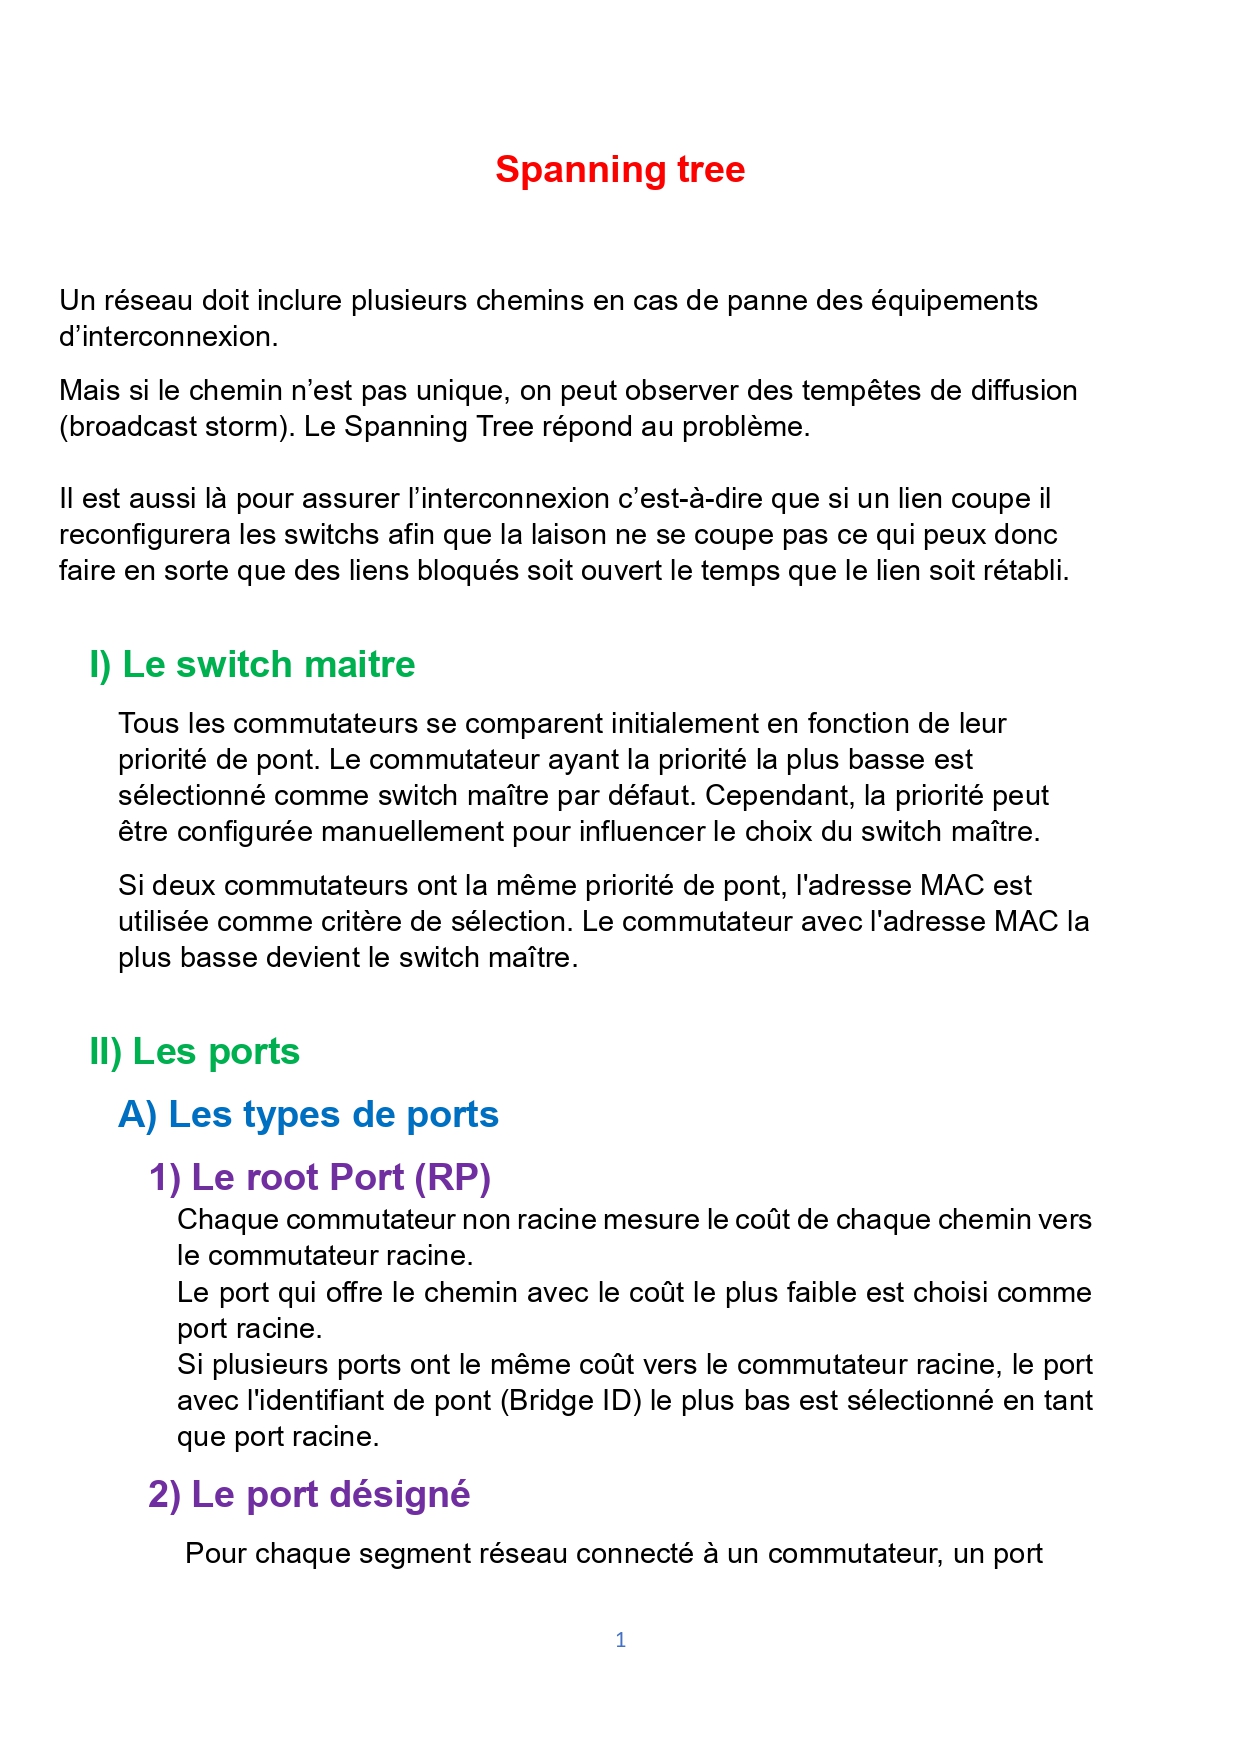 Spanning tree
Un réseau doit inclure plusieurs chemins en cas de panne des équipements
d’interconnexion.
Mais si le chemin n’est pas unique, on peut observer des tempêtes de diffusion
(broadcast storm). Le Spanning Tree répond au problème.
Il est aussi là pour assurer l’interconnexion c’est-à-dire que si un lien coupe il
reconfigurera les switchs afin que la laison ne se coupe pas ce qui peux donc
faire en sorte que des liens bloqués soit ouvert le temps que le lien soit rétabli.
I) Le switch maitre
Tous les commutateurs se comparent initialement en fonction de leur
priorité de pont. Le commutateur ayant la priorité la plus basse est
sélectionné comme switch maître par défaut. Cependant, la priorité peut
être configurée manuellement pour influencer le choix du switch maître.
Si deux commutateurs ont la même priorité de pont, l'adresse MAC est
utilisée comme critère de sélection. Le commutateur avec l'adresse MAC la
plus basse devient le switch maître.
II) Les ports
A) Les types de ports
1) Le root Port (RP)
Chaque commutateur non racine mesure le coût de chaque chemin vers
le commutateur racine.
Le port qui offre le chemin avec le coût le plus faible est choisi comme
port racine.
Si plusieurs ports ont le même coût vers le commutateur racine, le port
avec l'identifiant de pont (Bridge ID) le plus bas est sélectionné en tant
que port racine.
2) Le port désigné
Pour chaque segment réseau connecté à un commutateur, un port
1